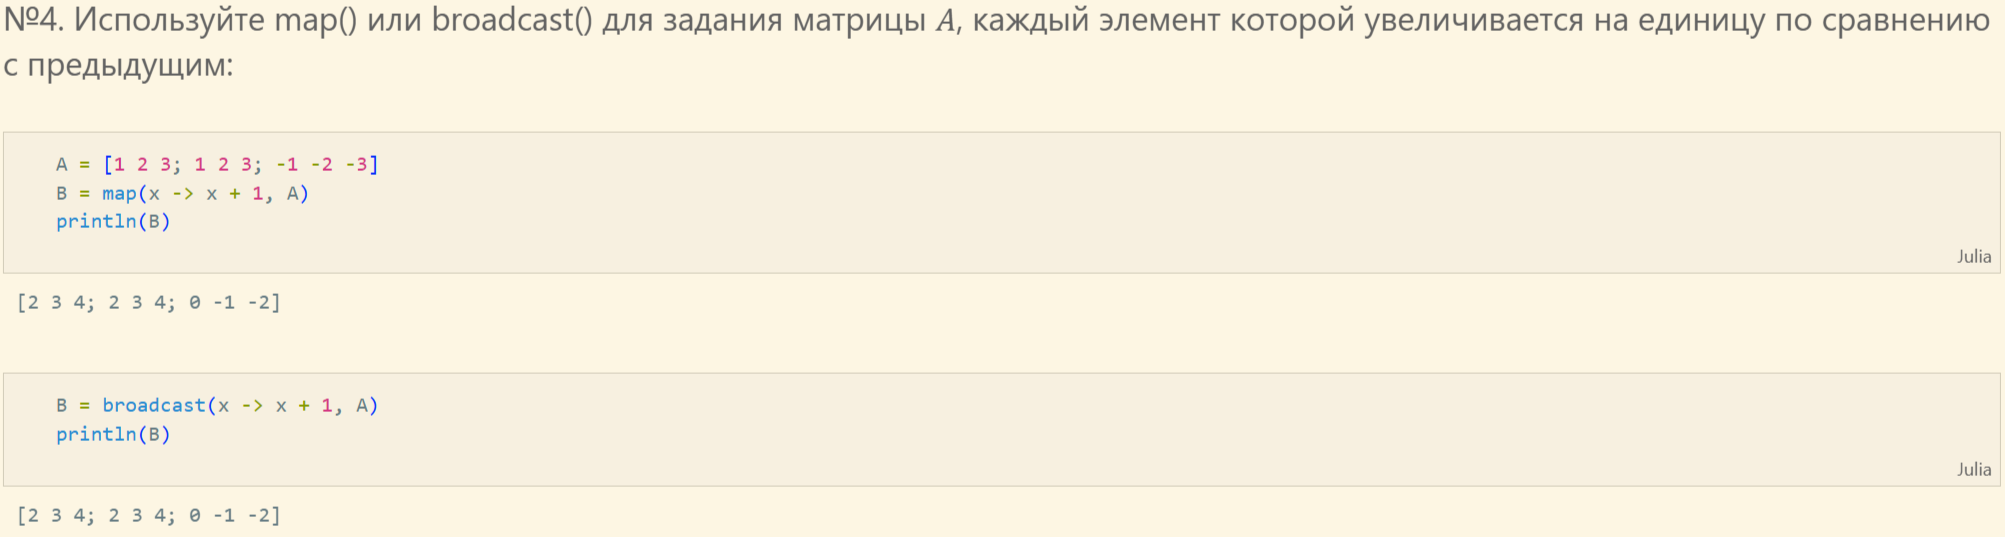 №4. Используйте map() или broadcast() для задания матрицы A, каждый элемент которой увеличивается на единицу по сравнению
с предыдущим:
A = [1 2 3; 1 2 3; -1 -2 -3]
B = map(x -> x + 1, A)
println(B)
Julia
[2 3 4; 2 3 4; 0 -1 -2]
B = broadcast(x -> x + 1, A)
println(B)
Julia
[2 3 4; 2 3 4; 0 -1 -2]